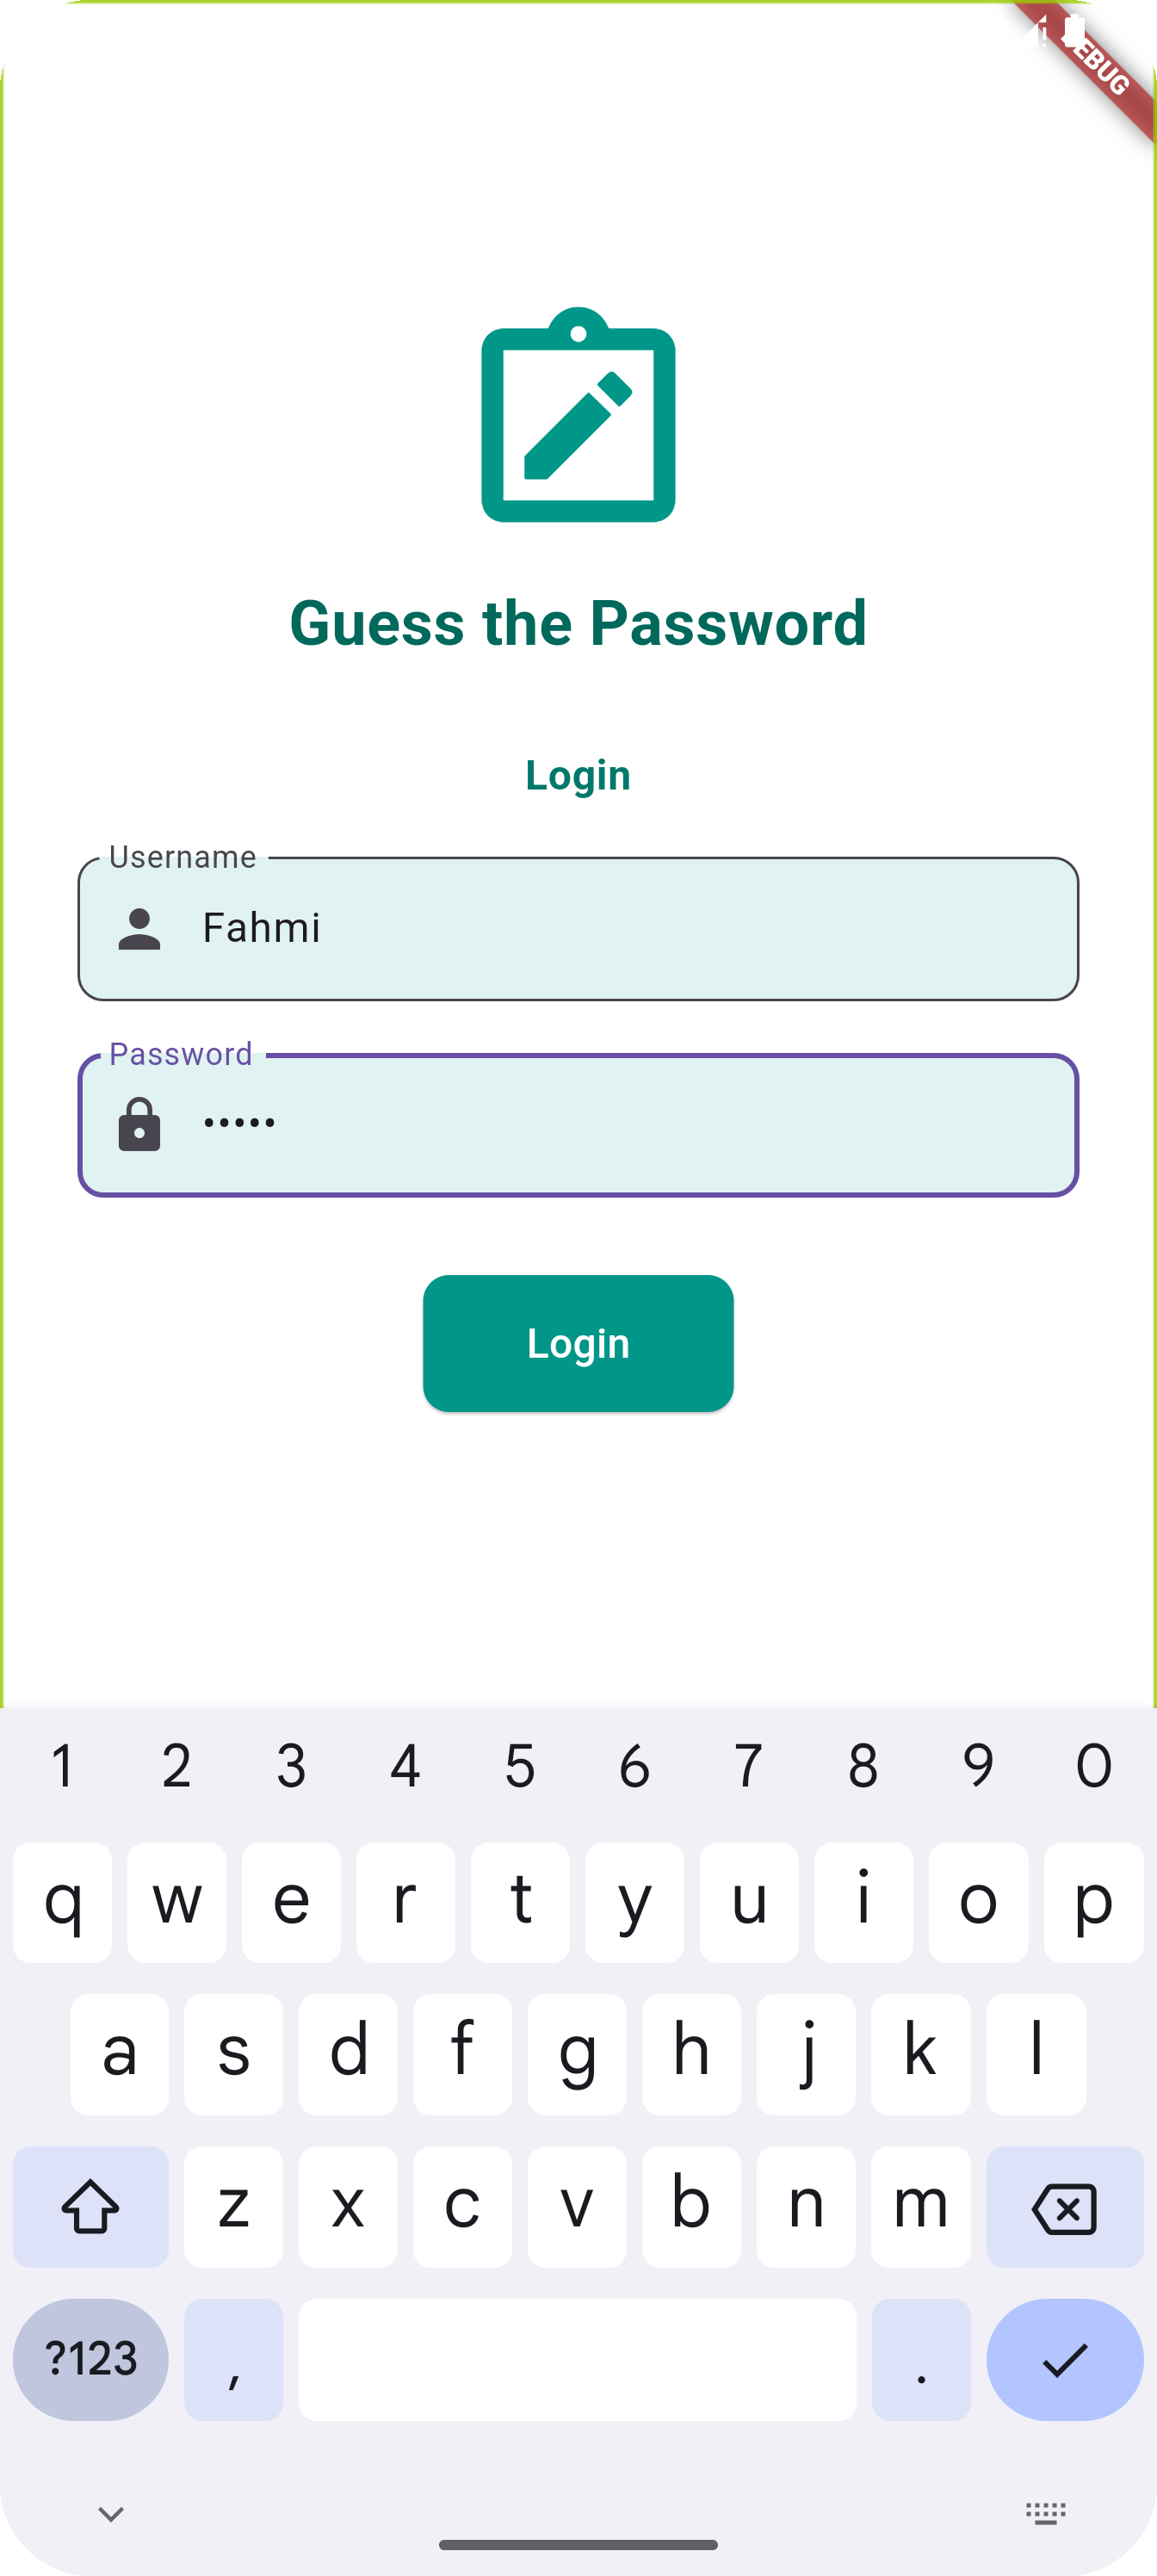 DEBUG
Guess the Password
Login
Username
Fahmi
Password
•••••
Login
1 2 3 4 5 6 7 8 9 0
q w e r t y u i o p
a s d f g h j k l
z x c v b n m
?123 , .